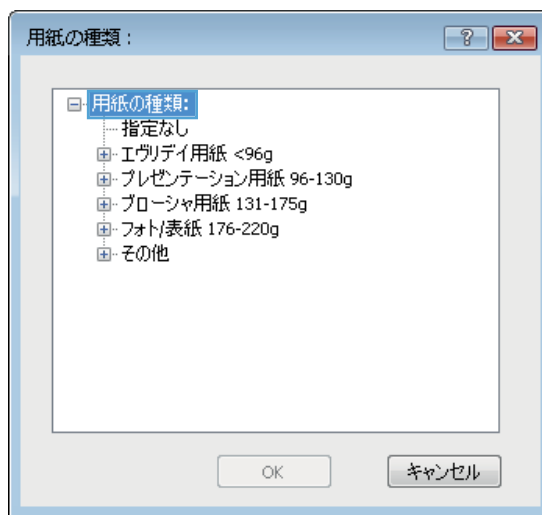 用紙の種類:
用紙の種類:
指定なし
エヴリデイ用紙 <96g
プレゼンテーション用紙 96-130g
ブローシャ用紙 131-175g
フォト/表紙 176-220g
その他
OK
キャンセル